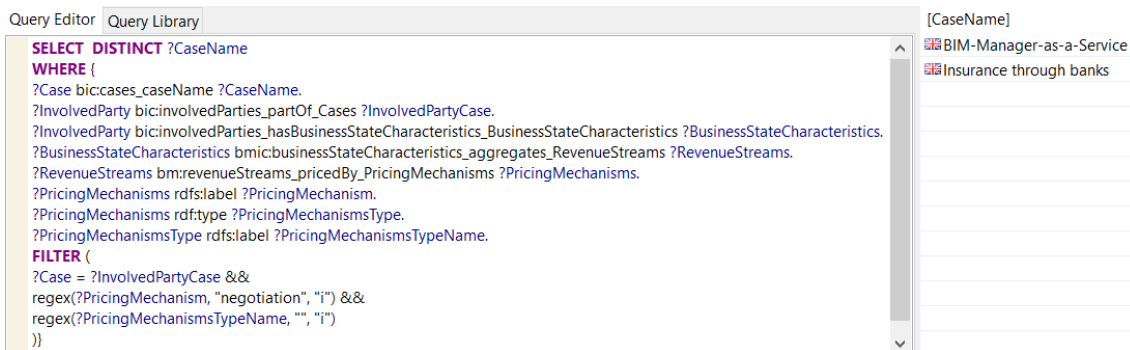 Query Editor Query Library
SELECT DISTINCT ?CaseName
WHERE {
?Case bic:cases_caseName ?CaseName.
?InvolvedParty bic:involvedParties_partOf_Cases ?InvolvedPartyCase.
?InvolvedParty bic:involvedParties_hasBusinessStateCharacteristics_BusinessStateCharacteristics ?BusinessStateCharacteristics.
?BusinessStateCharacteristics bmic:businessStateCharacteristics_aggregates_RevenueStreams ?RevenueStreams.
?RevenueStreams bm:revenueStreams_pricedBy_PricingMechanisms ?PricingMechanisms.
?PricingMechanisms rdfs:label ?PricingMechanism.
?PricingMechanisms rdf:type ?PricingMechanismsType.
?PricingMechanismsType rdfs:label ?PricingMechanismsTypeName.
FILTER (
?Case = ?InvolvedPartyCase &&
regex(?PricingMechanism, "negotiation", "i") &&
regex(?PricingMechanismsTypeName, "", "i")
)}
[CaseName]
BIM-Manager-as-a-Service
Insurance through banks